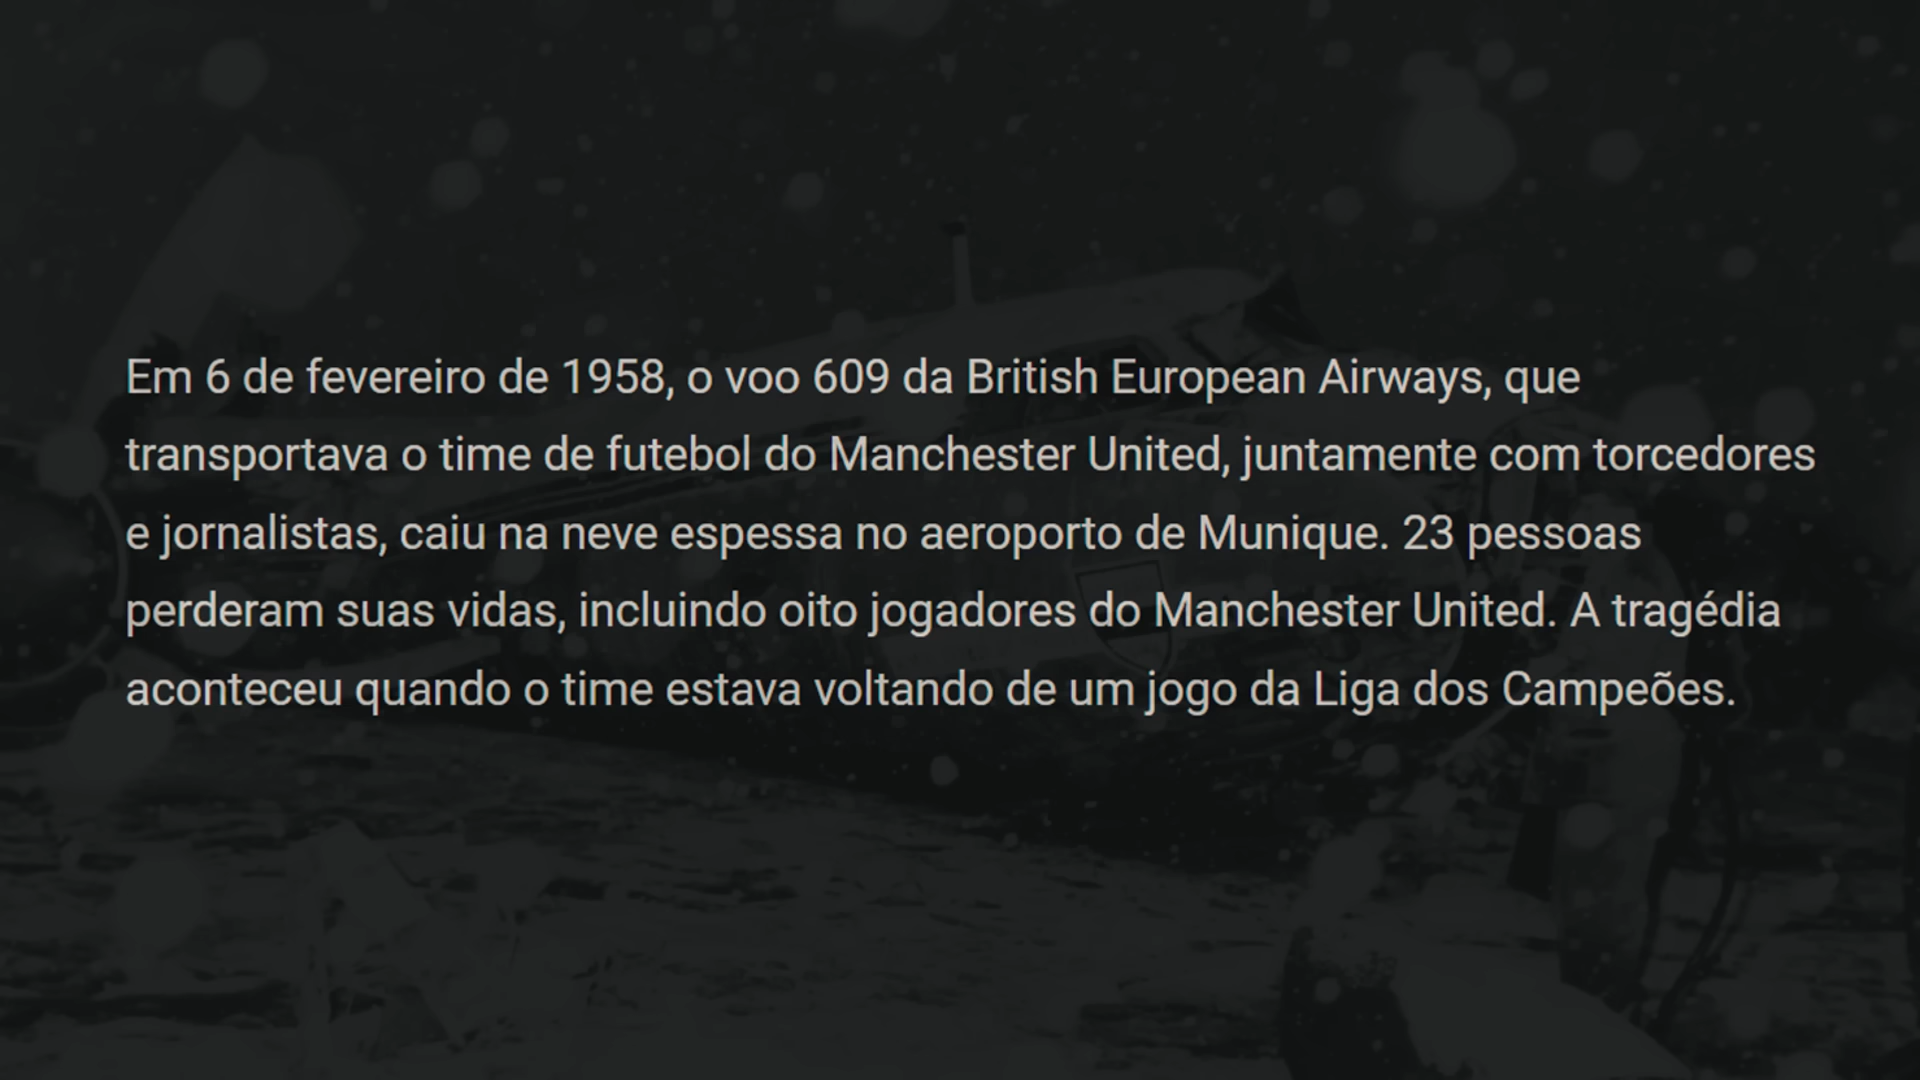 Em 6 de fevereiro de 1958, o voo 609 da British European Airways, que
transportava o time de futebol do Manchester United, juntamente com torcedores
e jornalistas, caiu na neve espessa no aeroporto de Munique. 23 pessoas
perderam suas vidas, incluindo oito jogadores do Manchester United. A tragédia
aconteceu quando o time estava voltando de um jogo da Liga dos Campeões.